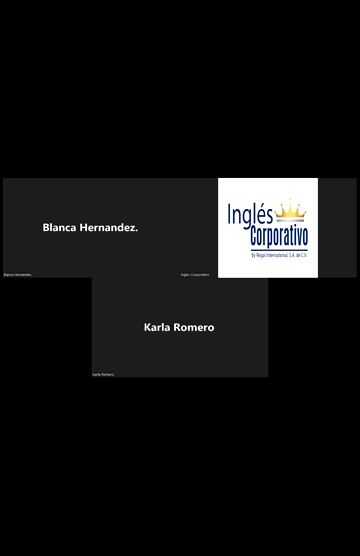 Blanca Hernandez.
Inglés
Corporativo
By Regal International, S.A. de C.V.
Blanca Hernandez.
Inglés Corporativo
Karla Romero
Karla Romero